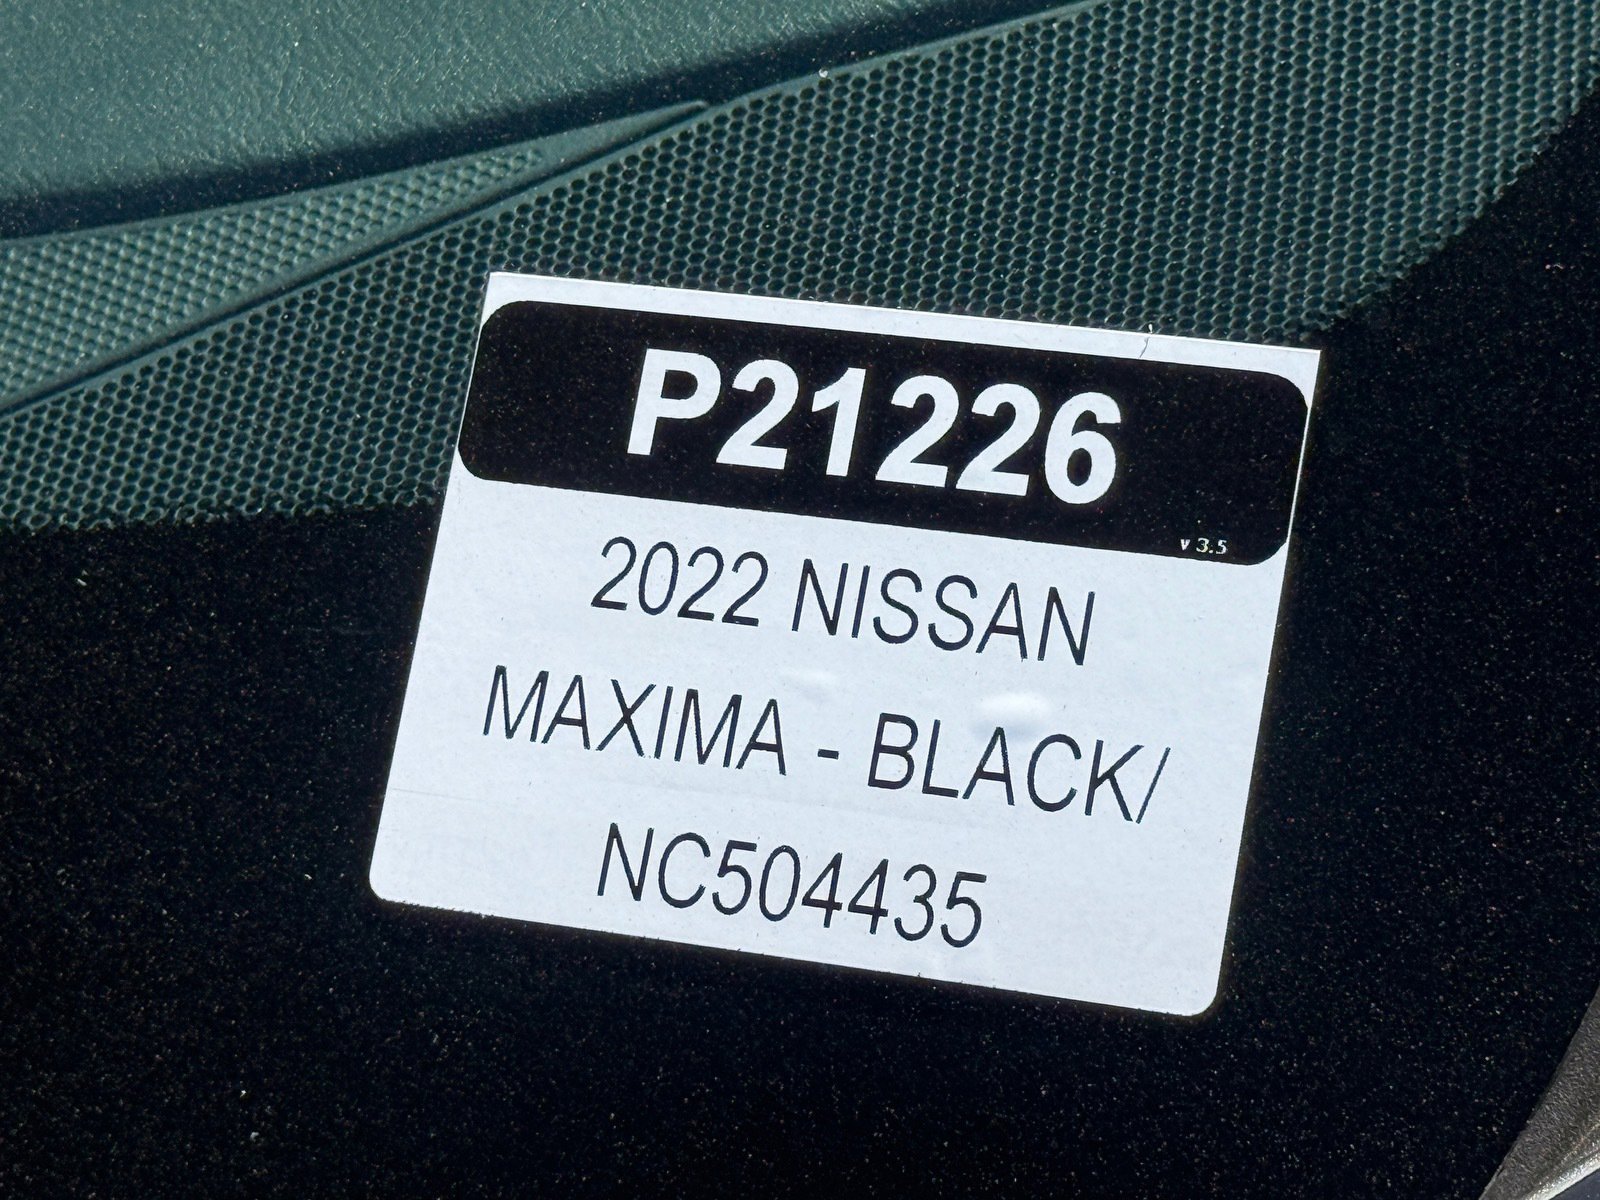 P21226
v 3.5
2022 NISSAN
MAXIMA - BLACK/
NC504435